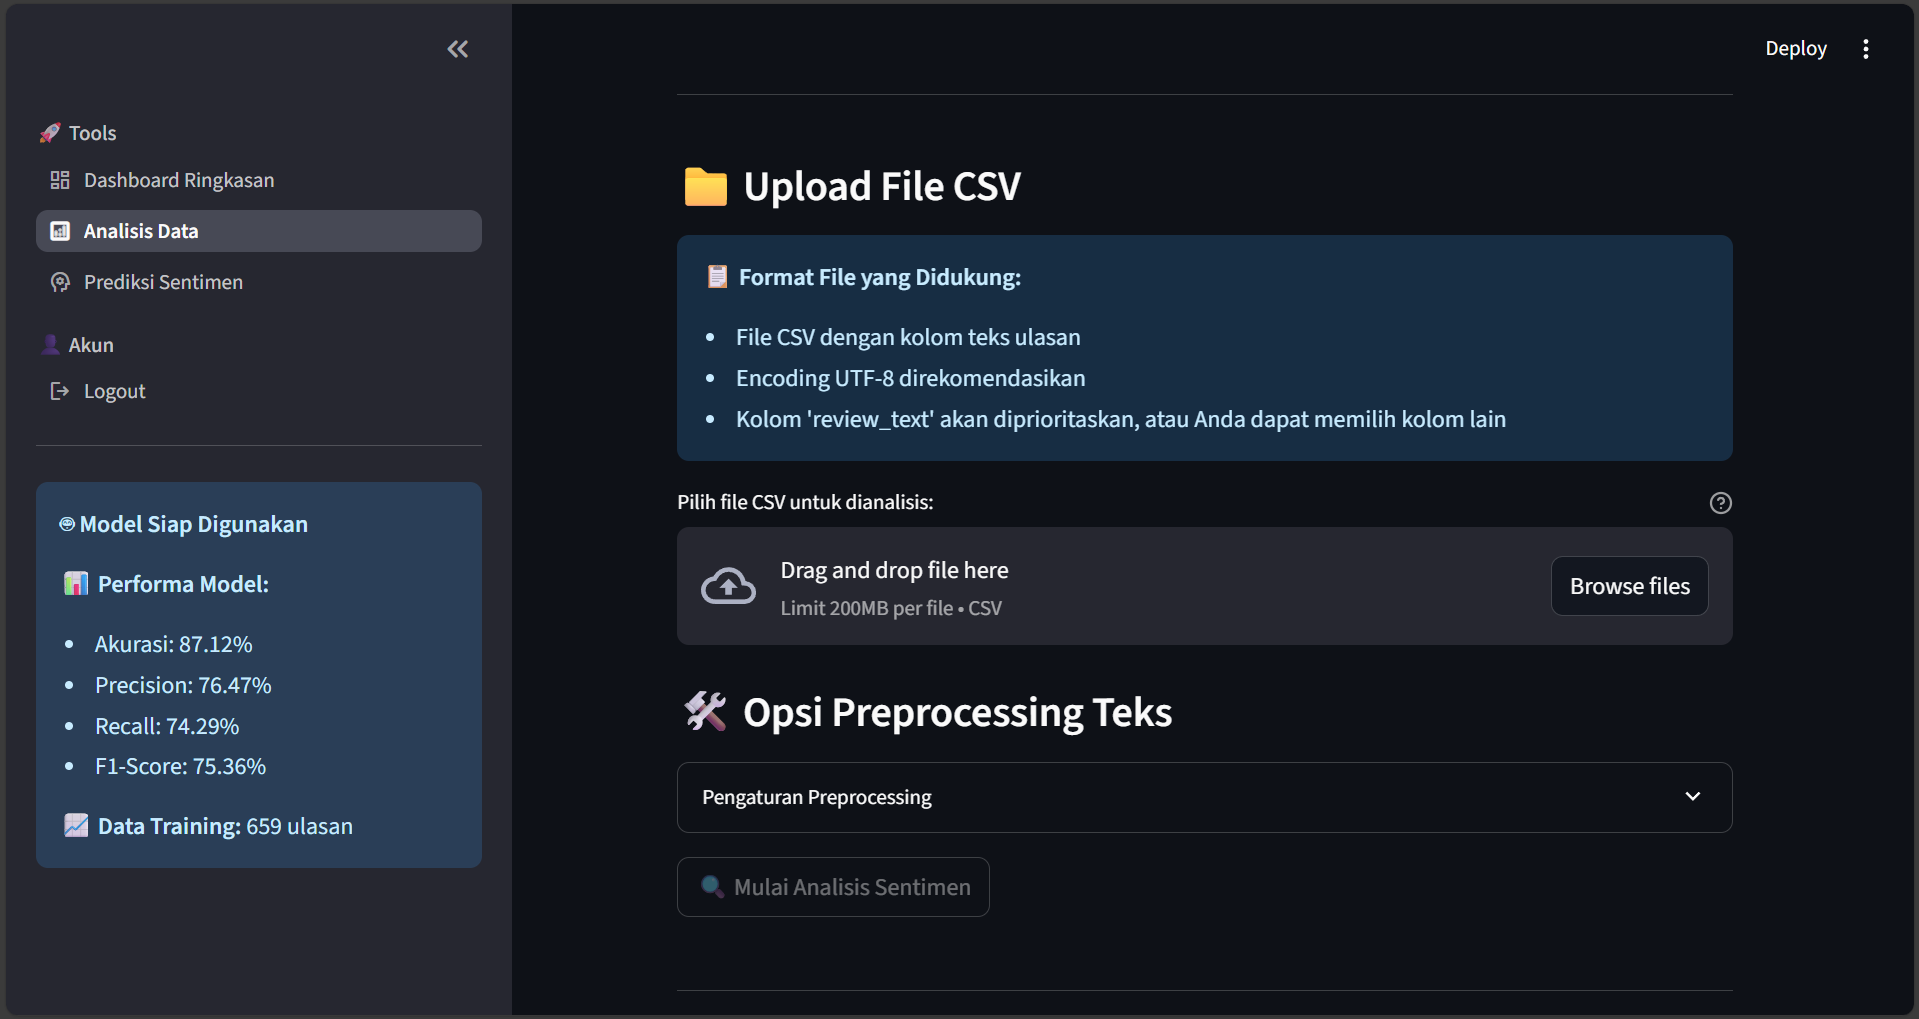 Tools
Dashboard Ringkasan
Analisis Data
Prediksi Sentimen
Akun
Logout
Model Siap Digunakan
Performa Model:
• Akurasi: 87.12%
• Precision: 76.47%
• Recall: 74.29%
• F1-Score: 75.36%
Data Training: 659 ulasan
Deploy
Upload File CSV
Format File yang Didukung:
• File CSV dengan kolom teks ulasan
• Encoding UTF-8 direkomendasikan
• Kolom 'review_text' akan diprioritaskan, atau Anda dapat memilih kolom lain
Pilih file CSV untuk dianalisis:
Drag and drop file here
Limit 200MB per file • CSV
Browse files
Opsi Preprocessing Teks
Pengaturan Preprocessing
Mulai Analisis Sentimen